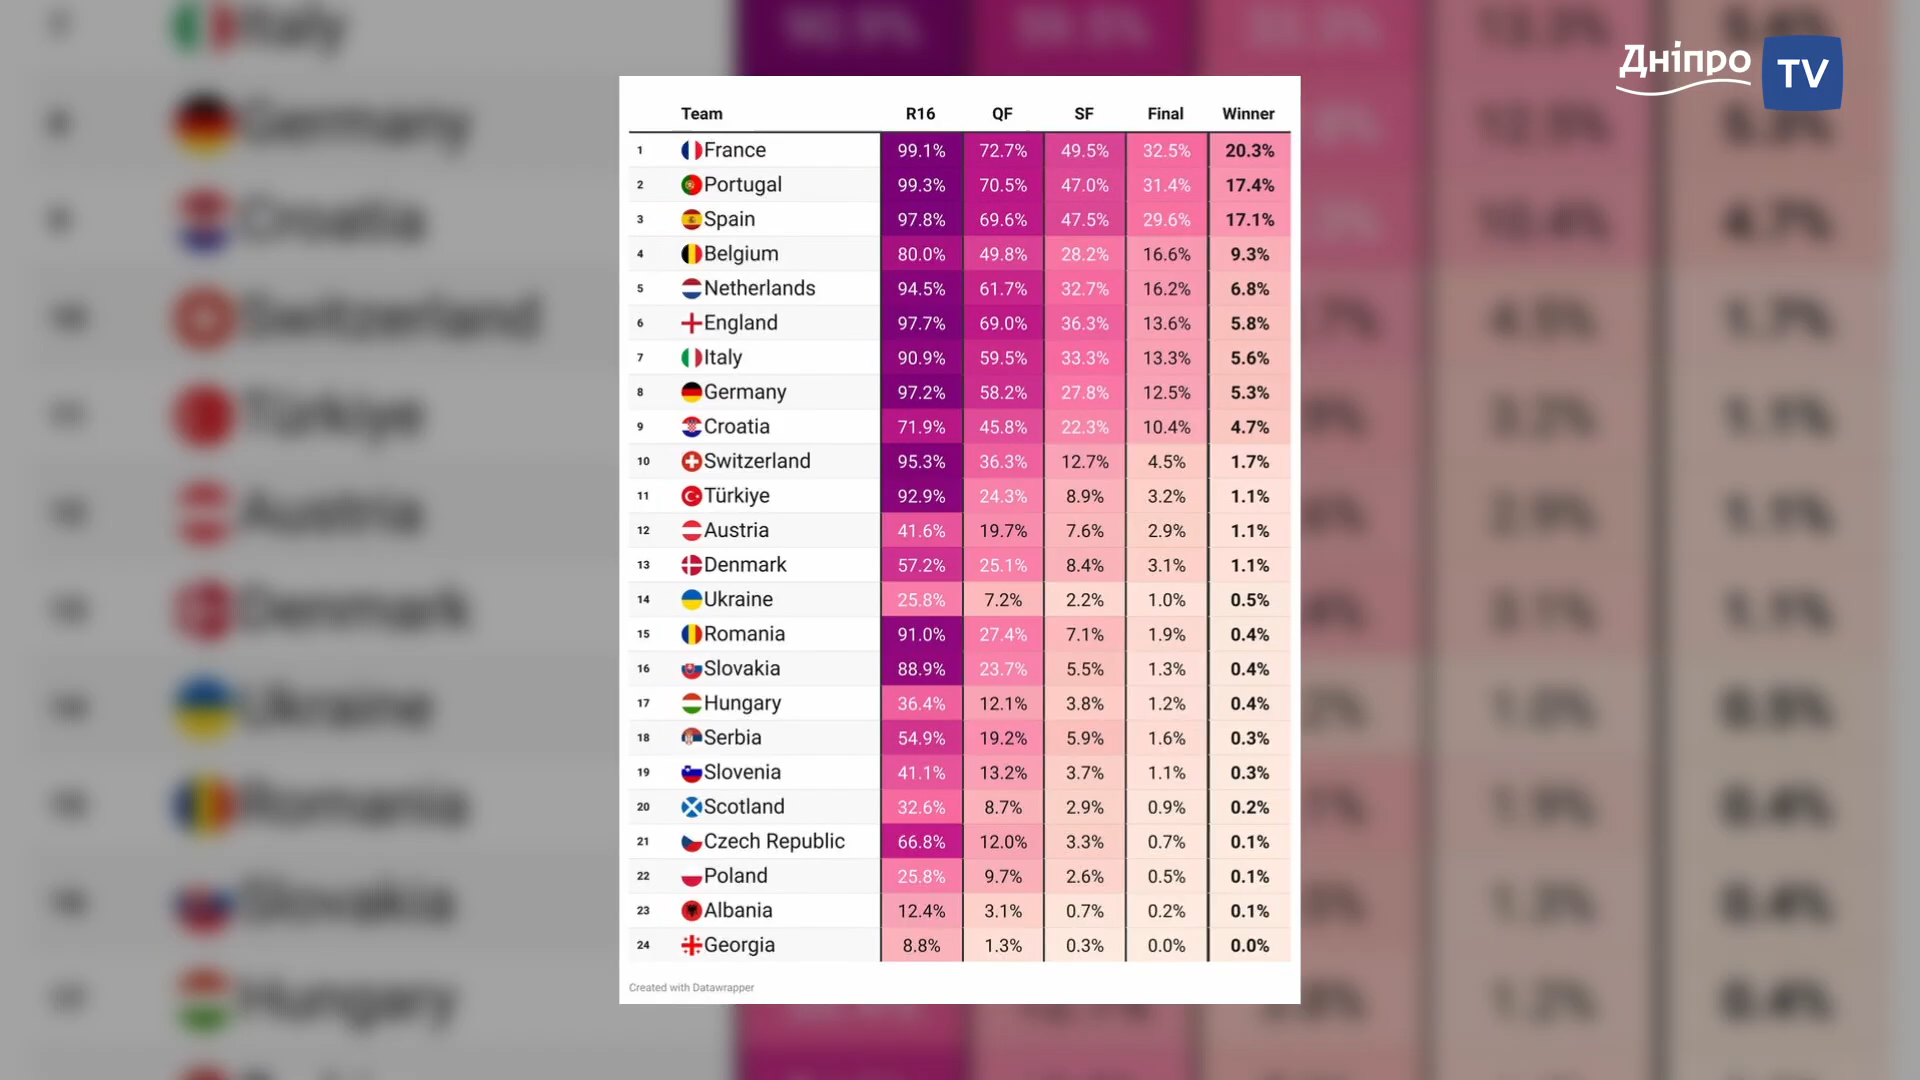 Дніпро TV
Team R16 QF SF Final Winner
1 France 99.1% 72.7% 49.5% 32.5% 20.3%
2 Portugal 99.3% 70.5% 47.0% 31.4% 17.4%
3 Spain 97.8% 69.6% 47.5% 29.6% 17.1%
4 Belgium 80.0% 49.8% 28.2% 16.6% 9.3%
5 Netherlands 94.5% 61.7% 32.7% 16.2% 6.8%
6 England 97.7% 69.0% 36.3% 13.6% 5.8%
7 Italy 90.9% 59.5% 33.3% 13.3% 5.6%
8 Germany 97.2% 58.2% 27.8% 12.5% 5.3%
9 Croatia 71.9% 45.8% 22.3% 10.4% 4.7%
10 Switzerland 95.3% 36.3% 12.7% 4.5% 1.7%
11 Türkiye 92.9% 24.3% 8.9% 3.2% 1.1%
12 Austria 41.6% 19.7% 7.6% 2.9% 1.1%
13 Denmark 57.2% 25.1% 8.4% 3.1% 1.1%
14 Ukraine 25.8% 7.2% 2.2% 1.0% 0.5%
15 Romania 91.0% 27.4% 7.1% 1.9% 0.4%
16 Slovakia 88.9% 23.7% 5.5% 1.3% 0.4%
17 Hungary 36.4% 12.1% 3.8% 1.2% 0.4%
18 Serbia 54.9% 19.2% 5.9% 1.6% 0.3%
19 Slovenia 41.1% 13.2% 3.7% 1.1% 0.3%
20 Scotland 32.6% 8.7% 2.9% 0.9% 0.2%
21 Czech Republic 66.8% 12.0% 3.3% 0.7% 0.1%
22 Poland 25.8% 9.7% 2.6% 0.5% 0.1%
23 Albania 12.4% 3.1% 0.7% 0.2% 0.1%
24 Georgia 8.8% 1.3% 0.3% 0.0% 0.0%
Created with Datawrapper